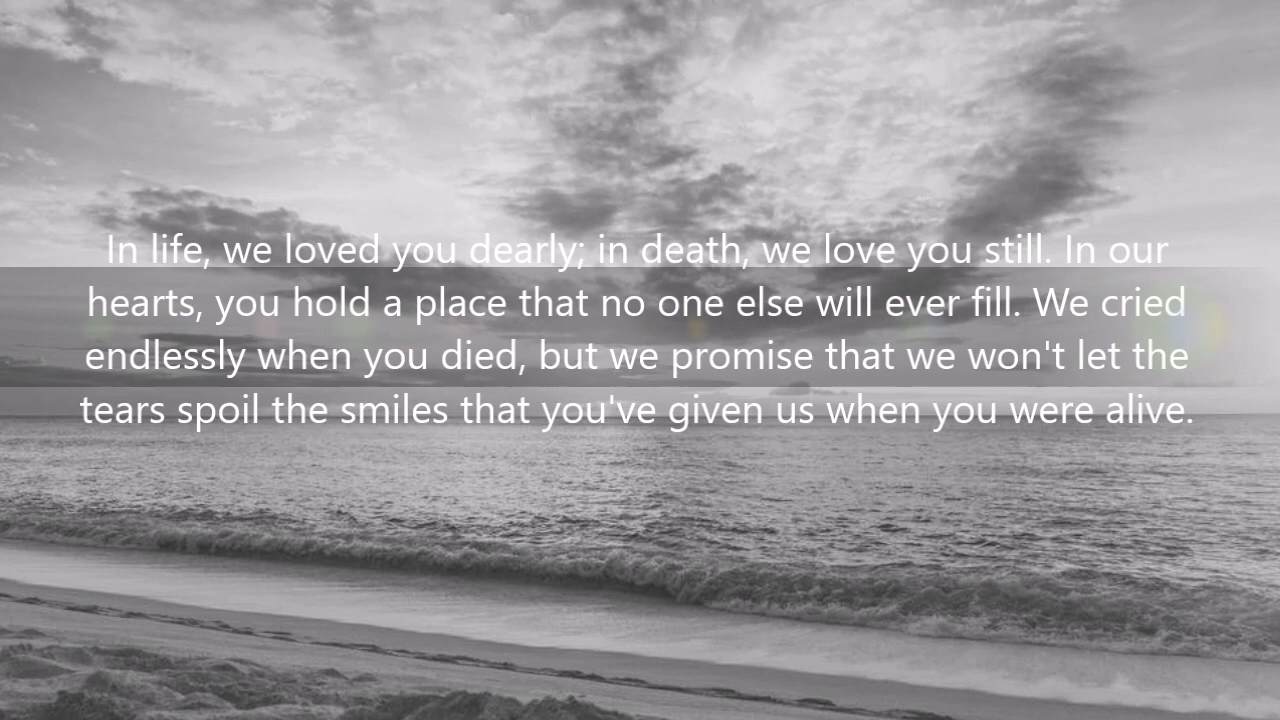 In life, we loved you dearly; in death, we love you still. In our
hearts, you hold a place that no one else will ever fill. We cried
endlessly when you died, but we promise that we won't let the
tears spoil the smiles that you've given us when you were alive.